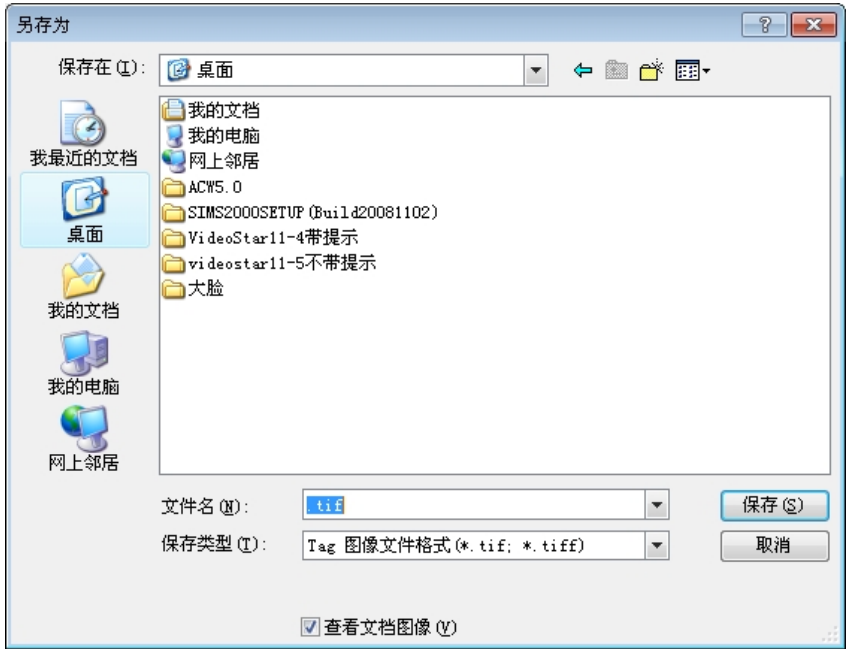 另存为
保存在(I):
桌面
我最近的文档
桌面
我的文档
我的电脑
网上邻居
我的文档
我的电脑
网上邻居
ACW5.0
SIMS2000SETUP(Build20081102)
VideoStar11-4带提示
videostar11-5不带提示
大脸
文件名(N):
.tif
保存(S)
保存类型(T):
Tag 图像文件格式(*.tif; *.tiff)
取消
查看文档图像(V)